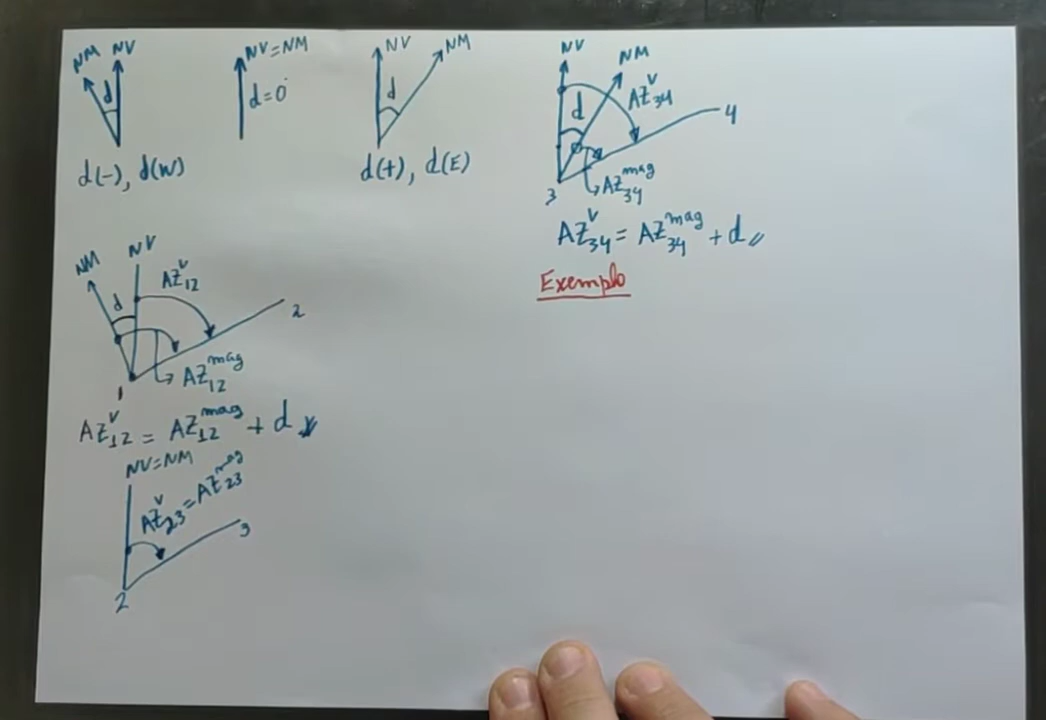 NM NV
d
d(-), d(W)
NV=NM
d=0°
NV NM
d
d(+), d(E)
NV NM
d
AZ^v_34
4
3
AZ^mag_34
AZ^v_34 = AZ^mag_34 + d
Exemplo
NM NV
d
AZ^v_12
2
1
AZ^mag_12
AZ^v_12 = AZ^mag_12 + d
NV=NM
AZ^v_23=AZ^mag_23
3
2